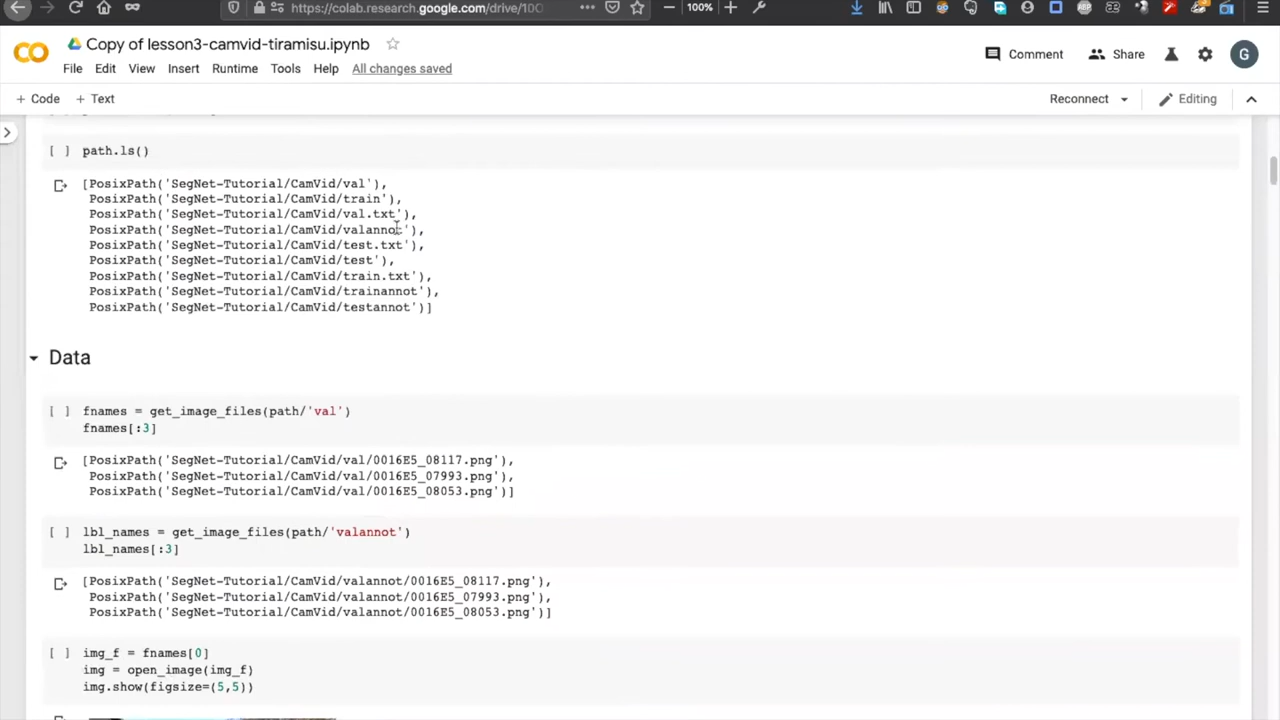 https://colab.research.google.com/drive/100
100%
Copy of lesson3-camvid-tiramisu.ipynb
Comment
Share
G
File Edit View Insert Runtime Tools Help All changes saved
+ Code + Text
Reconnect
Editing
[ ] path.ls()
[PosixPath('SegNet-Tutorial/CamVid/val'),
PosixPath('SegNet-Tutorial/CamVid/train'),
PosixPath('SegNet-Tutorial/CamVid/val.txt'),
PosixPath('SegNet-Tutorial/CamVid/valannot'),
PosixPath('SegNet-Tutorial/CamVid/test.txt'),
PosixPath('SegNet-Tutorial/CamVid/test'),
PosixPath('SegNet-Tutorial/CamVid/train.txt'),
PosixPath('SegNet-Tutorial/CamVid/trainannot'),
PosixPath('SegNet-Tutorial/CamVid/testannot')]
Data
[ ] fnames = get_image_files(path/'val')
fnames[:3]
[PosixPath('SegNet-Tutorial/CamVid/val/0016E5_08117.png'),
PosixPath('SegNet-Tutorial/CamVid/val/0016E5_07993.png'),
PosixPath('SegNet-Tutorial/CamVid/val/0016E5_08053.png')]
[ ] lbl_names = get_image_files(path/'valannot')
lbl_names[:3]
[PosixPath('SegNet-Tutorial/CamVid/valannot/0016E5_08117.png'),
PosixPath('SegNet-Tutorial/CamVid/valannot/0016E5_07993.png'),
PosixPath('SegNet-Tutorial/CamVid/valannot/0016E5_08053.png')]
[ ] img_f = fnames[0]
img = open_image(img_f)
img.show(figsize=(5,5))